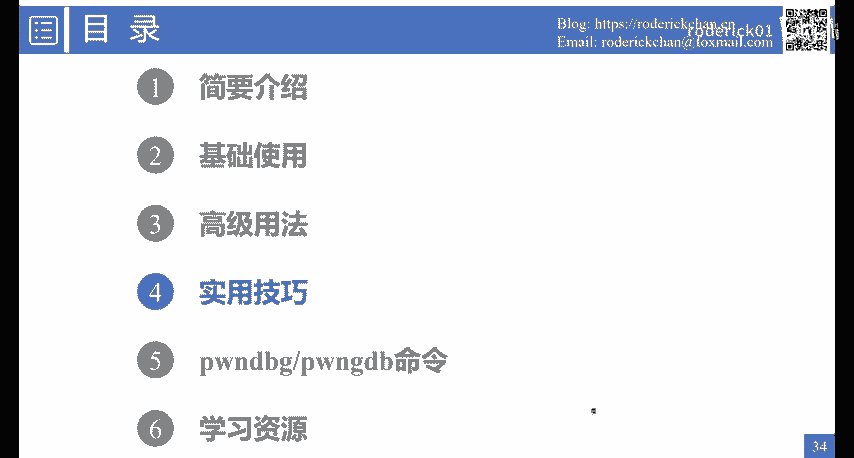 目 录
Blog: https://roderickchan.cn
roderick01
Email: roderickchan@foxmail.com
1 简要介绍
2 基础使用
3 高级用法
4 实用技巧
5 pwndbg/pwngdb命令
6 学习资源
34